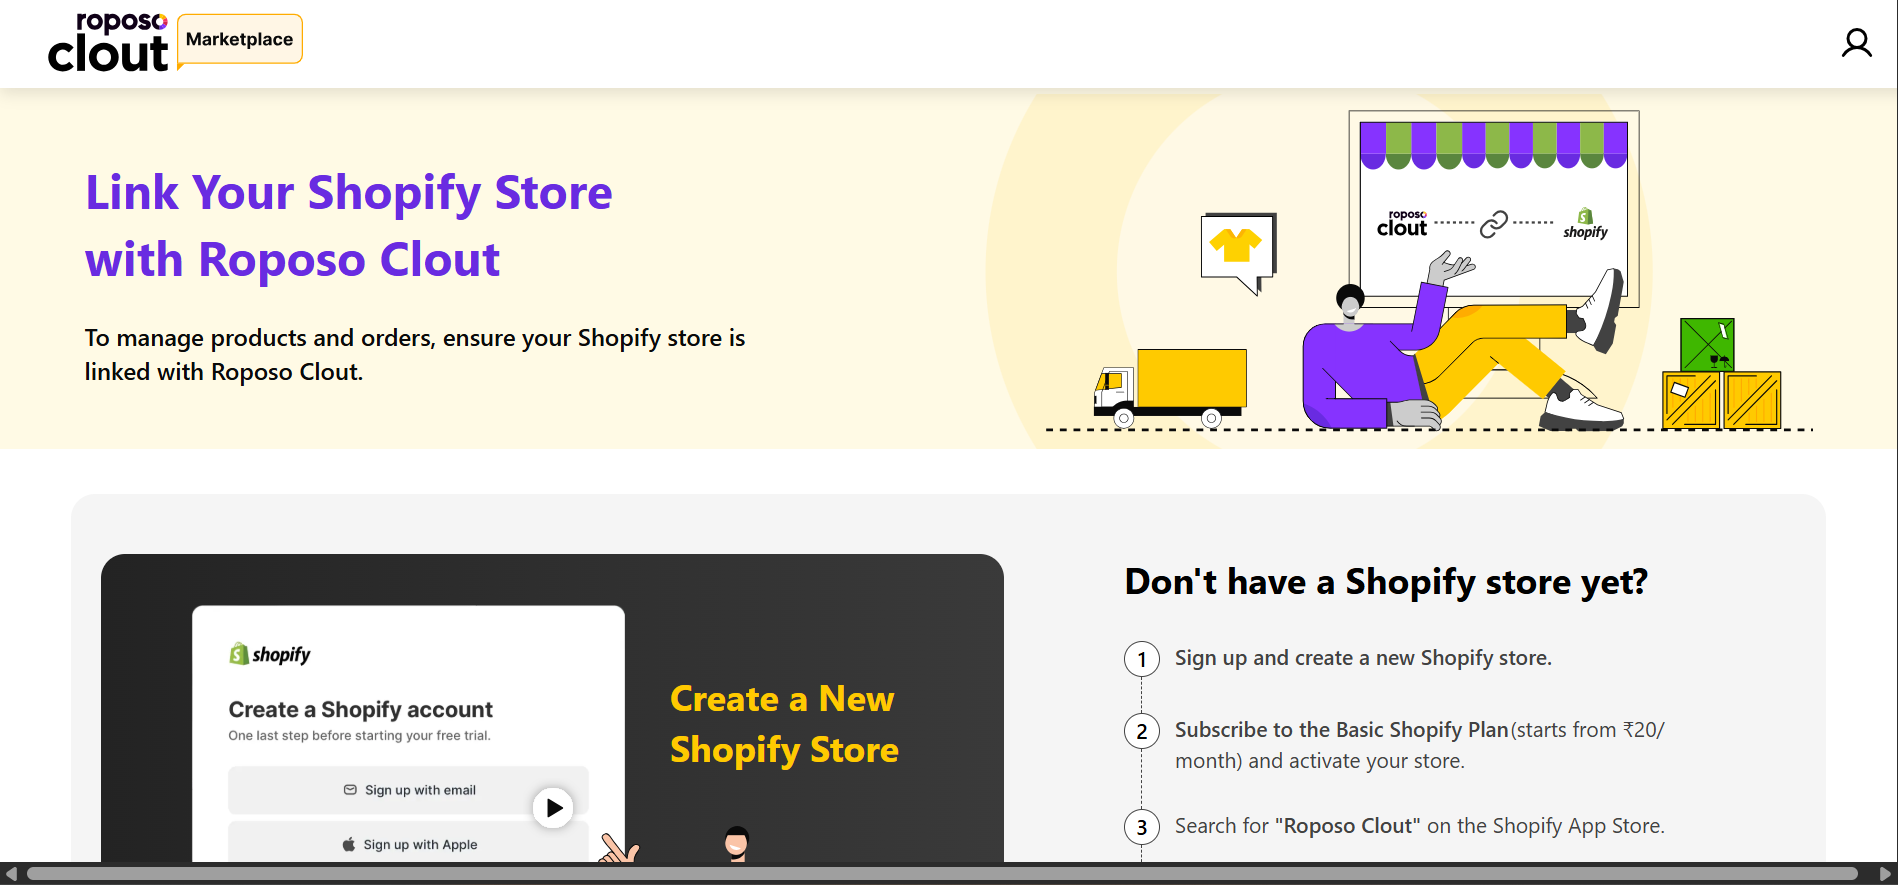 roposo
clout
Marketplace
Link Your Shopify Store
with Roposo Clout
To manage products and orders, ensure your Shopify store is
linked with Roposo Clout.
roposo
clout
shopify
shopify
Create a Shopify account
One last step before starting your free trial.
Sign up with email
Sign up with Apple
Create a New
Shopify Store
Don't have a Shopify store yet?
1 Sign up and create a new Shopify store.
2 Subscribe to the Basic Shopify Plan(starts from ₹20/
month) and activate your store.
3 Search for "Roposo Clout" on the Shopify App Store.